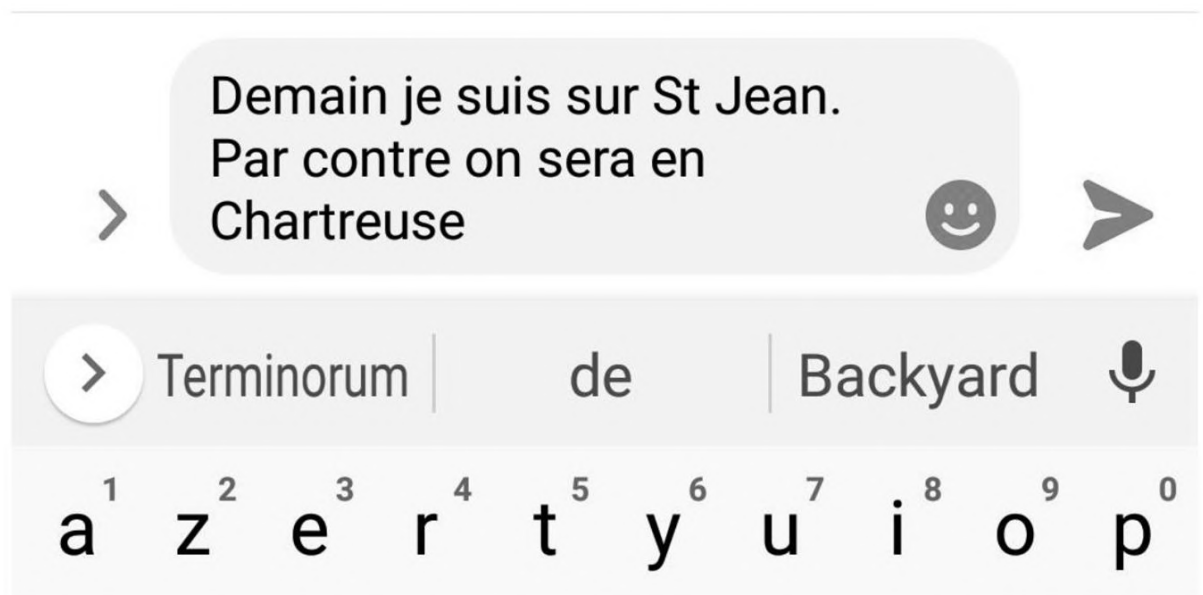 Demain je suis sur St Jean.
Par contre on sera en
Chartreuse
Terminorum de Backyard
1 2 3 4 5 6 7 8 9 0
a z e r t y u i o p